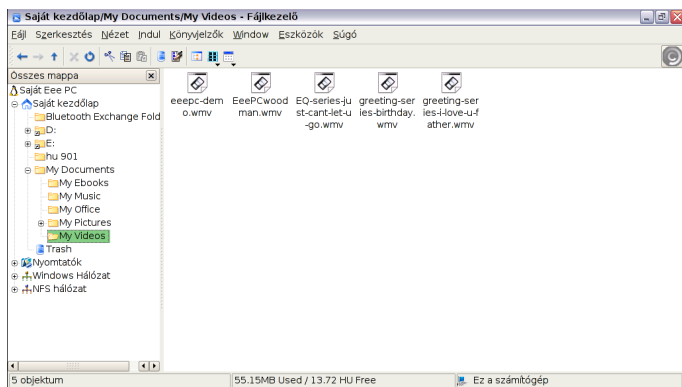 Saját kezdőlap/My Documents/My Videos - Fájlkezelő
Fájl Szerkesztés Nézet Indul Könyvjelzők Window Eszközök Súgó
Összes mappa
Saját Eee PC
Saját kezdőlap
Bluetooth Exchange Fold
D:
E:
hu 901
My Documents
My Ebooks
My Music
My Office
My Pictures
My Videos
Trash
Nyomtatók
Windows Hálózat
NFS hálózat
eeepc-dem
o.wmv
EeePCwood
man.wmv
EQ-series-ju
st-cant-let-u
-go.wmv
greeting-ser
ies-birthday.
wmv
greeting-ser
ies-i-love-u-f
ather.wmv
5 objektum
55.15MB Used / 13.72 HU Free
Ez a számítógép